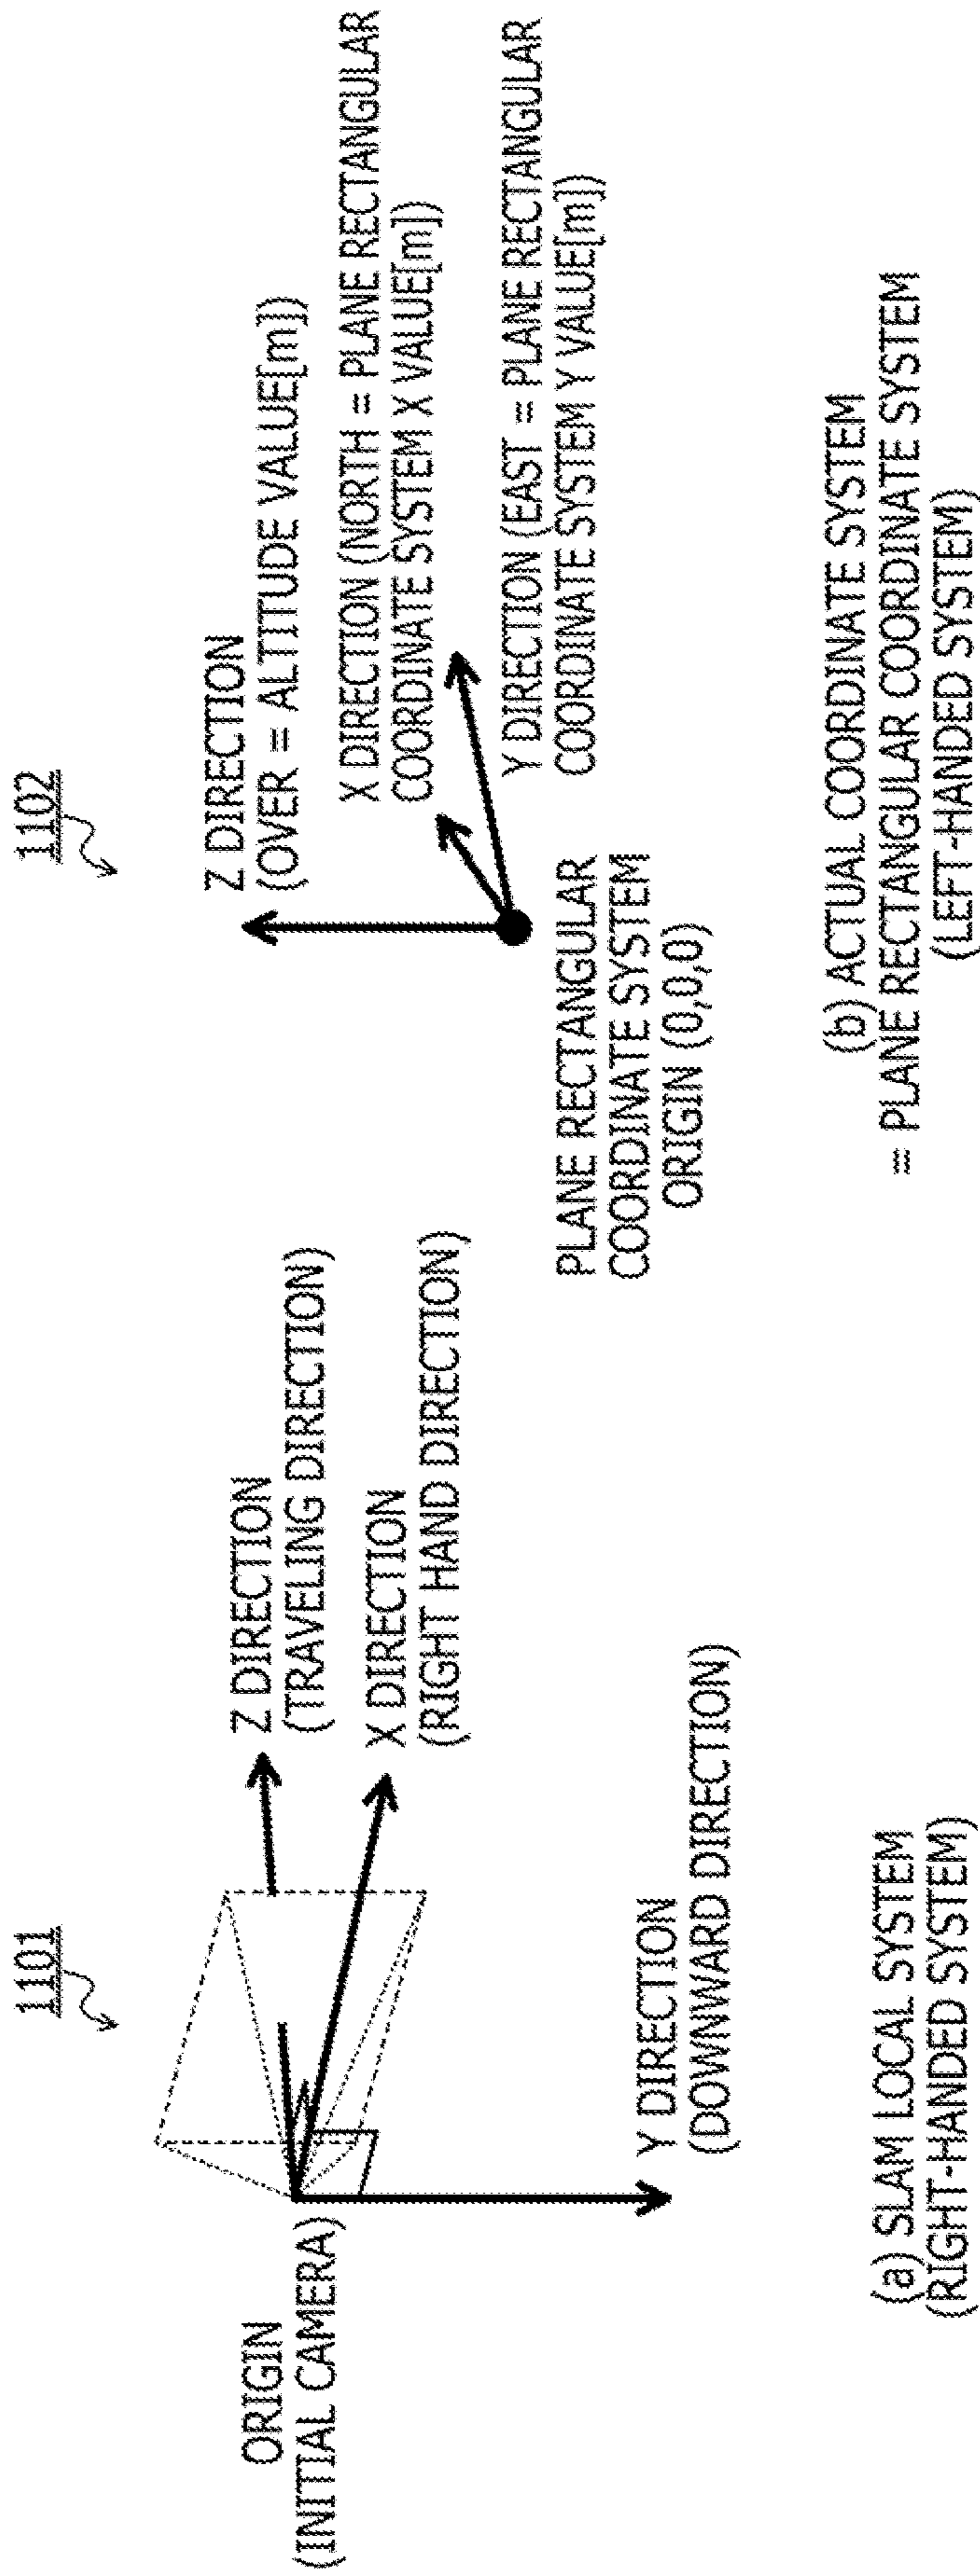 1101
ORIGIN
(INITIAL CAMERA)
Z DIRECTION
(TRAVELING DIRECTION)
X DIRECTION
(RIGHT HAND DIRECTION)
Y DIRECTION
(DOWNWARD DIRECTION)
(a) SLAM LOCAL SYSTEM
(RIGHT-HANDED SYSTEM)
1102
Z DIRECTION
(OVER = ALTITUDE VALUE[m])
X DIRECTION (NORTH = PLANE RECTANGULAR
COORDINATE SYSTEM X VALUE[m])
Y DIRECTION (EAST = PLANE RECTANGULAR
COORDINATE SYSTEM Y VALUE[m])
PLANE RECTANGULAR
COORDINATE SYSTEM
ORIGIN (0,0,0)
(b) ACTUAL COORDINATE SYSTEM
= PLANE RECTANGULAR COORDINATE SYSTEM
(LEFT-HANDED SYSTEM)